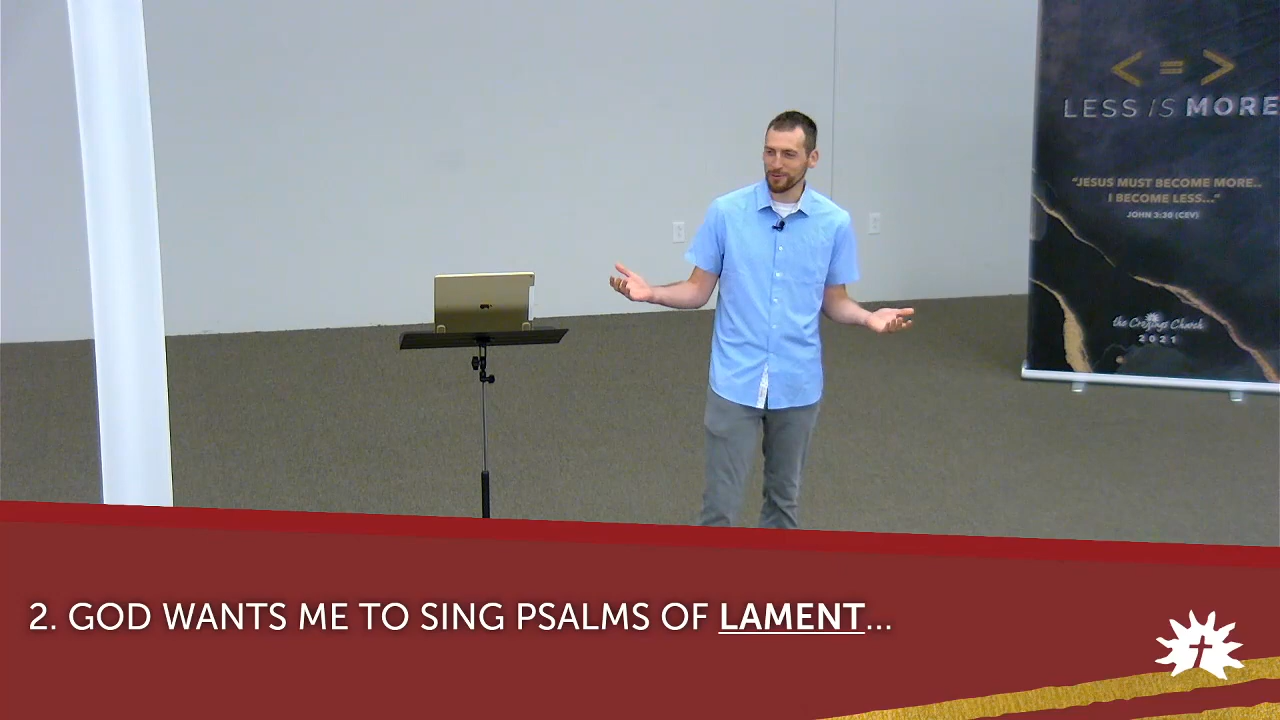 < = >
LESS IS MORE
"JESUS MUST BECOME MORE..
I BECOME LESS..."
JOHN 3:30 (CEV)
the Crossings Church
2021
2. GOD WANTS ME TO SING PSALMS OF LAMENT...